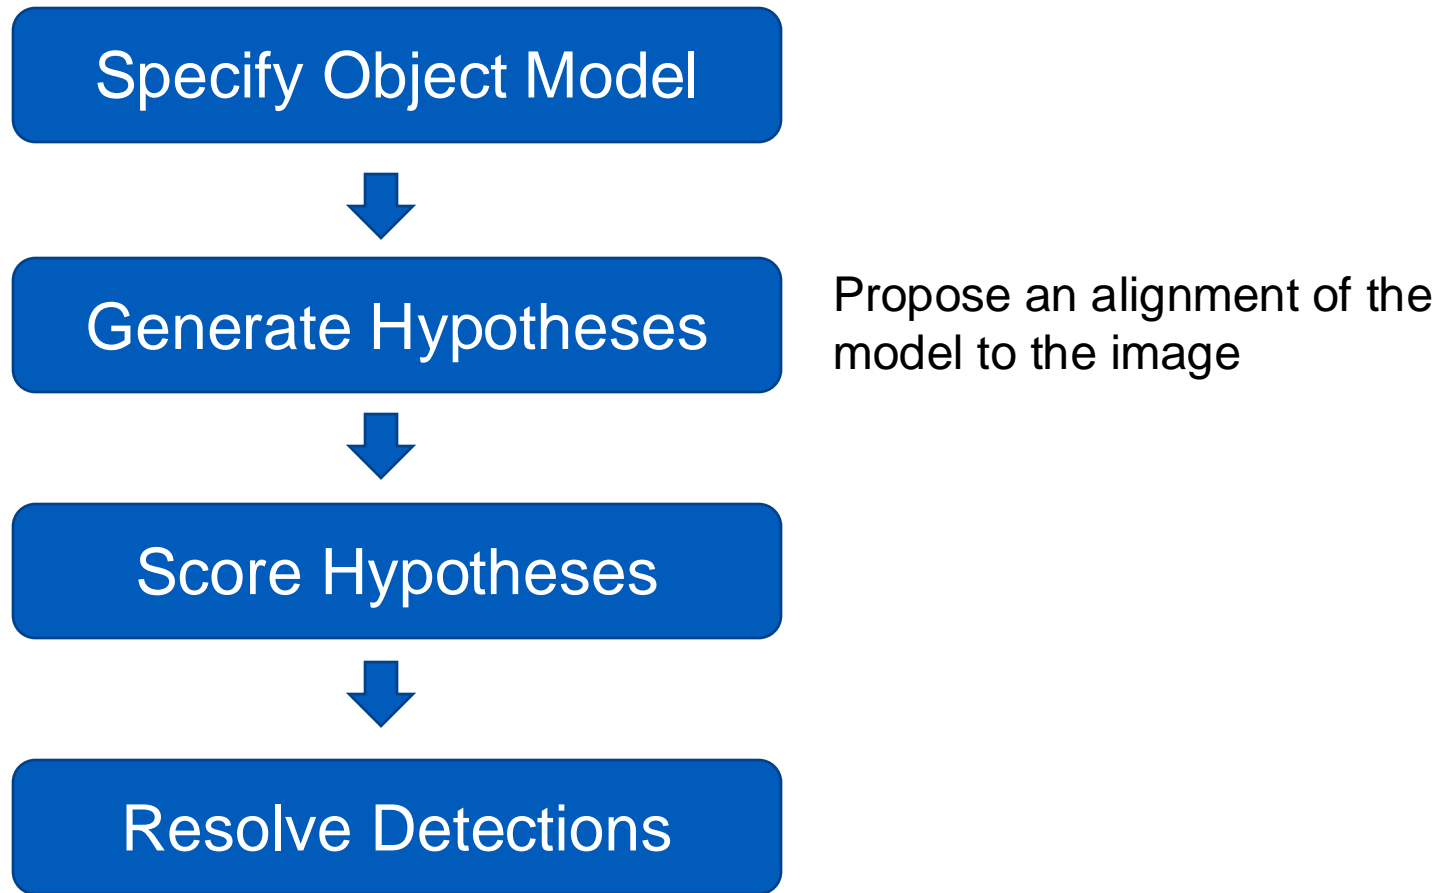 Specify Object Model
Generate Hypotheses
Propose an alignment of the
model to the image
Score Hypotheses
Resolve Detections